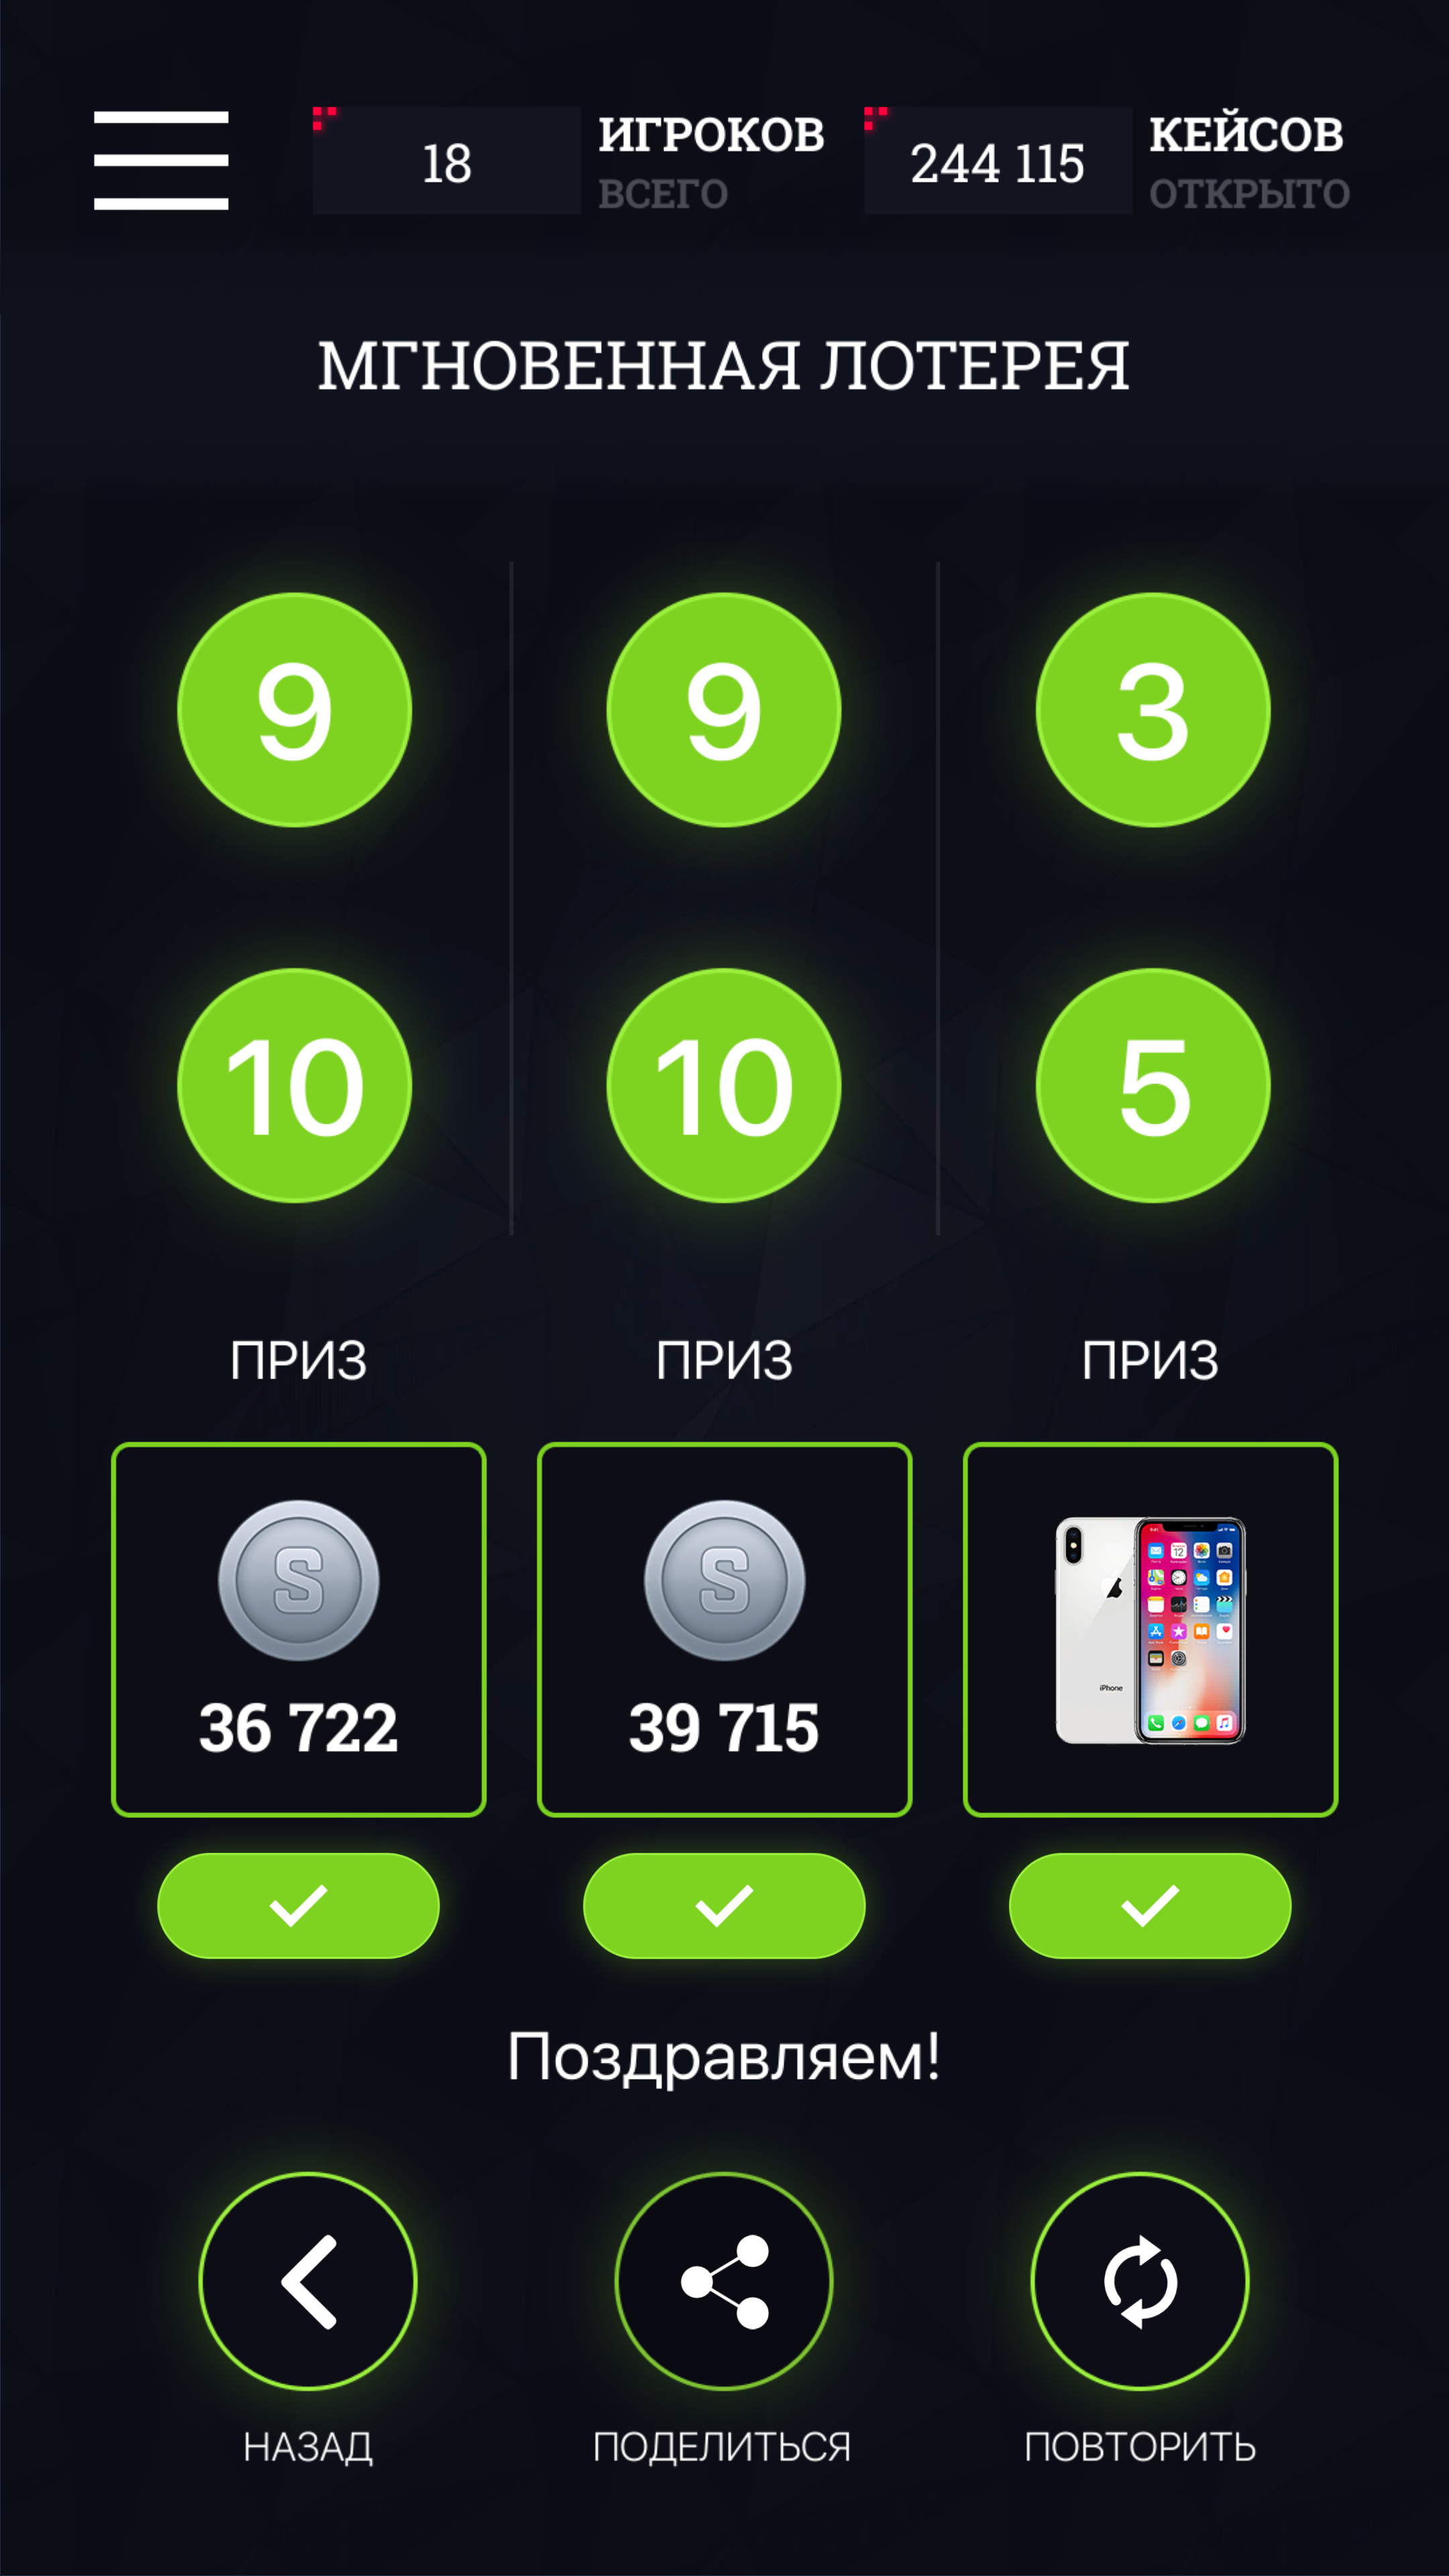 18 ИГРОКОВ 244 115 КЕЙСОВ
ВСЕГО ОТКРЫТО
МГНОВЕННАЯ ЛОТЕРЕЯ
9 9 3
10 10 5
ПРИЗ ПРИЗ ПРИЗ
S S
iPhone
36 722 39 715
Поздравляем!
НАЗАД ПОДЕЛИТЬСЯ ПОВТОРИТЬ